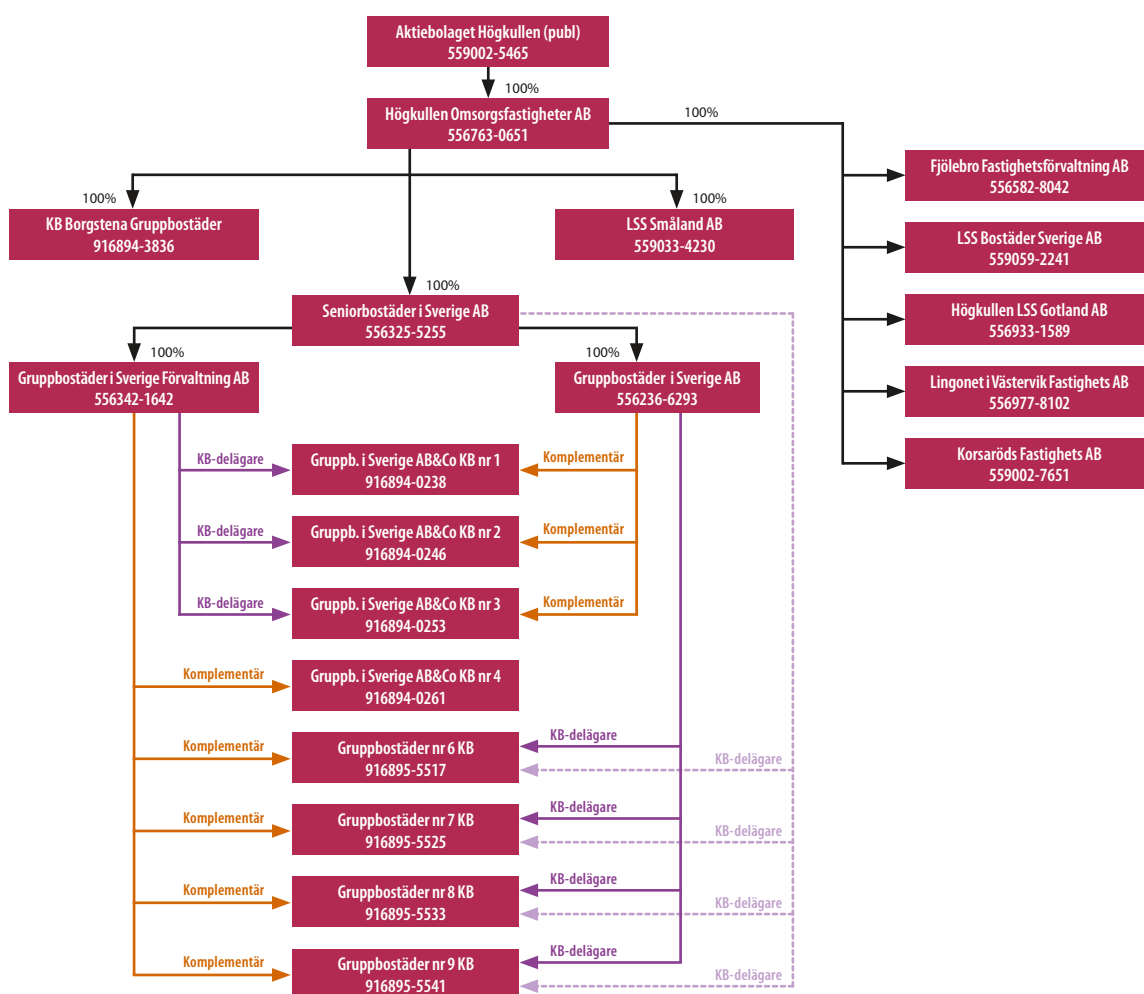 Aktiebolaget Högkullen (publ)
559002-5465
100%
Högkullen Omsorgsfastigheter AB
556763-0651
100%
Fjölebro Fastighetsförvaltning AB
556582-8042
100%
100%
KB Borgstena Gruppbostäder
916894-3836
LSS Småland AB
559033-4230
LSS Bostäder Sverige AB
559059-2241
100%
Seniorbostäder i Sverige AB
556325-5255
Högkullen LSS Gotland AB
556933-1589
100%
100%
Gruppbostäder i Sverige Förvaltning AB
556342-1642
Gruppbostäder i Sverige AB
556236-6293
Lingonet i Västervik Fastighets AB
556977-8102
Korsaröds Fastighets AB
559002-7651
KB-delägare
Gruppb. i Sverige AB&Co KB nr 1
916894-0238
Komplementär
KB-delägare
Gruppb. i Sverige AB&Co KB nr 2
916894-0246
Komplementär
KB-delägare
Gruppb. i Sverige AB&Co KB nr 3
916894-0253
Komplementär
Komplementär
Gruppb. i Sverige AB&Co KB nr 4
916894-0261
Komplementär
Gruppbostäder nr 6 KB
916895-5517
KB-delägare
KB-delägare
Komplementär
Gruppbostäder nr 7 KB
916895-5525
KB-delägare
KB-delägare
Komplementär
Gruppbostäder nr 8 KB
916895-5533
KB-delägare
KB-delägare
Komplementär
Gruppbostäder nr 9 KB
916895-5541
KB-delägare
KB-delägare